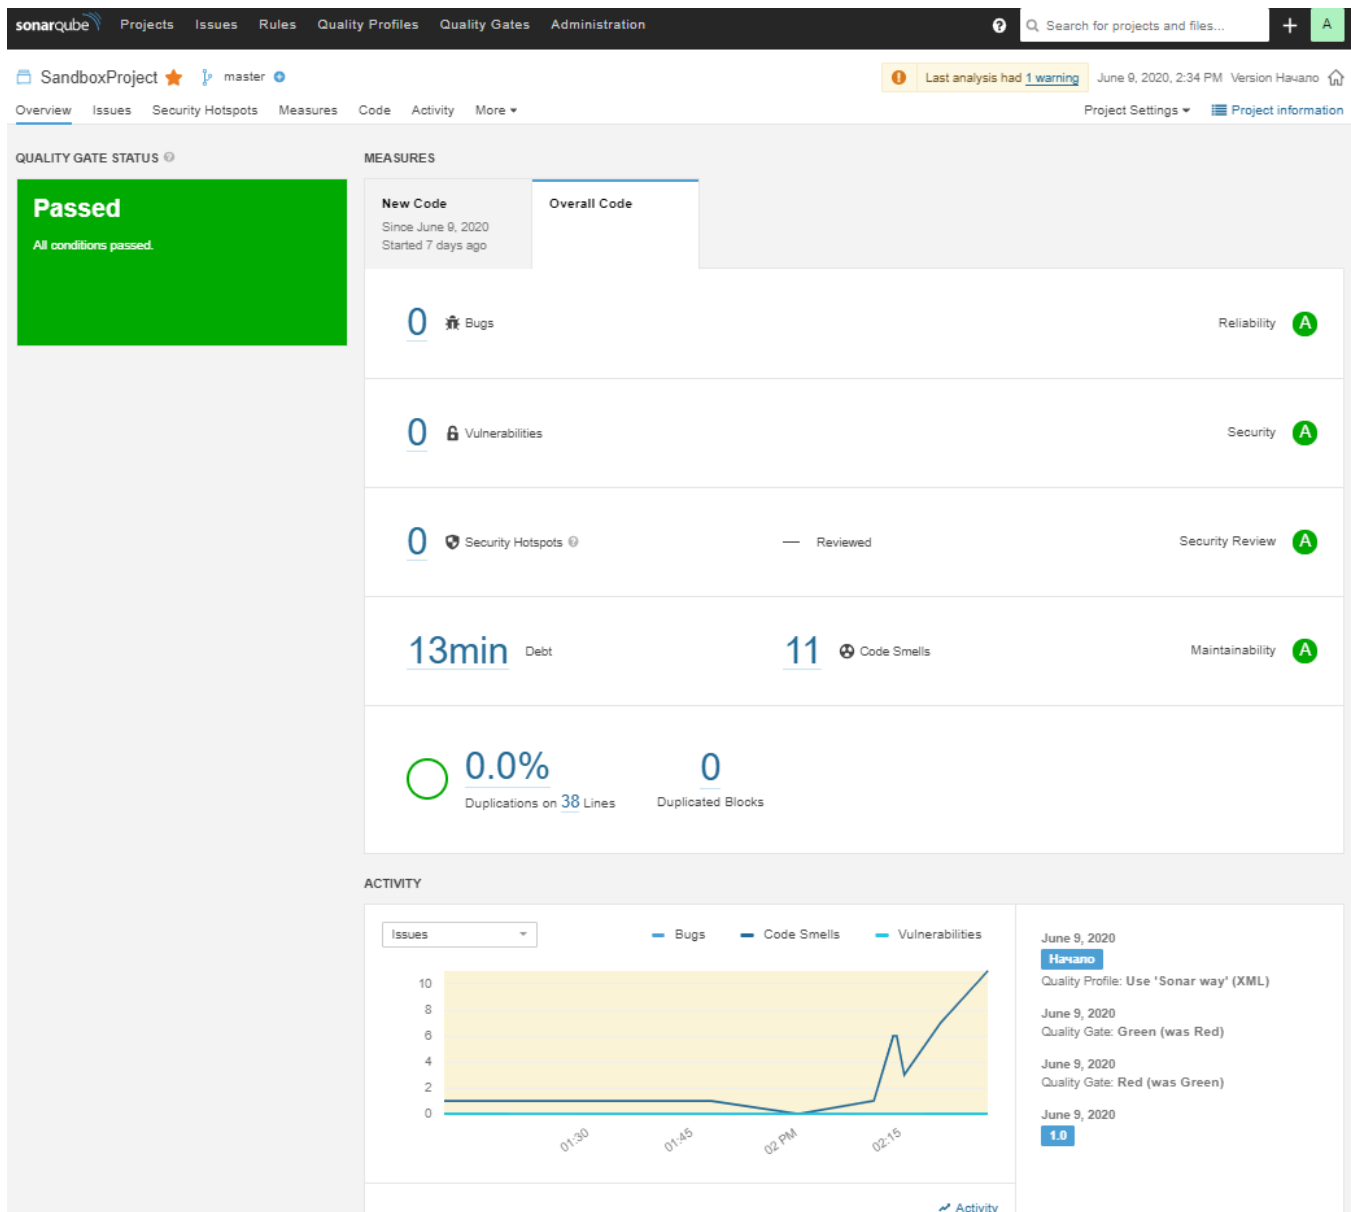 sonarqube Projects Issues Rules Quality Profiles Quality Gates Administration ? Search for projects and files... + A
SandboxProject master Last analysis had 1 warning June 9, 2020, 2:34 PM Version Начало
Overview Issues Security Hotspots Measures Code Activity More Project Settings Project information
QUALITY GATE STATUS ?
MEASURES
Passed
All conditions passed.
New Code
Since June 9, 2020
Started 7 days ago
Overall Code
0 Bugs Reliability A
0 Vulnerabilities Security A
0 Security Hotspots ? — Reviewed Security Review A
13min Debt 11 Code Smells Maintainability A
0.0%
Duplications on 38 Lines
0
Duplicated Blocks
ACTIVITY
Issues
Bugs Code Smells Vulnerabilities
10
8
6
4
2
0
01:30 01:45 02 PM 02:15
Activity
June 9, 2020
Начало
Quality Profile: Use 'Sonar way' (XML)
June 9, 2020
Quality Gate: Green (was Red)
June 9, 2020
Quality Gate: Red (was Green)
June 9, 2020
1.0